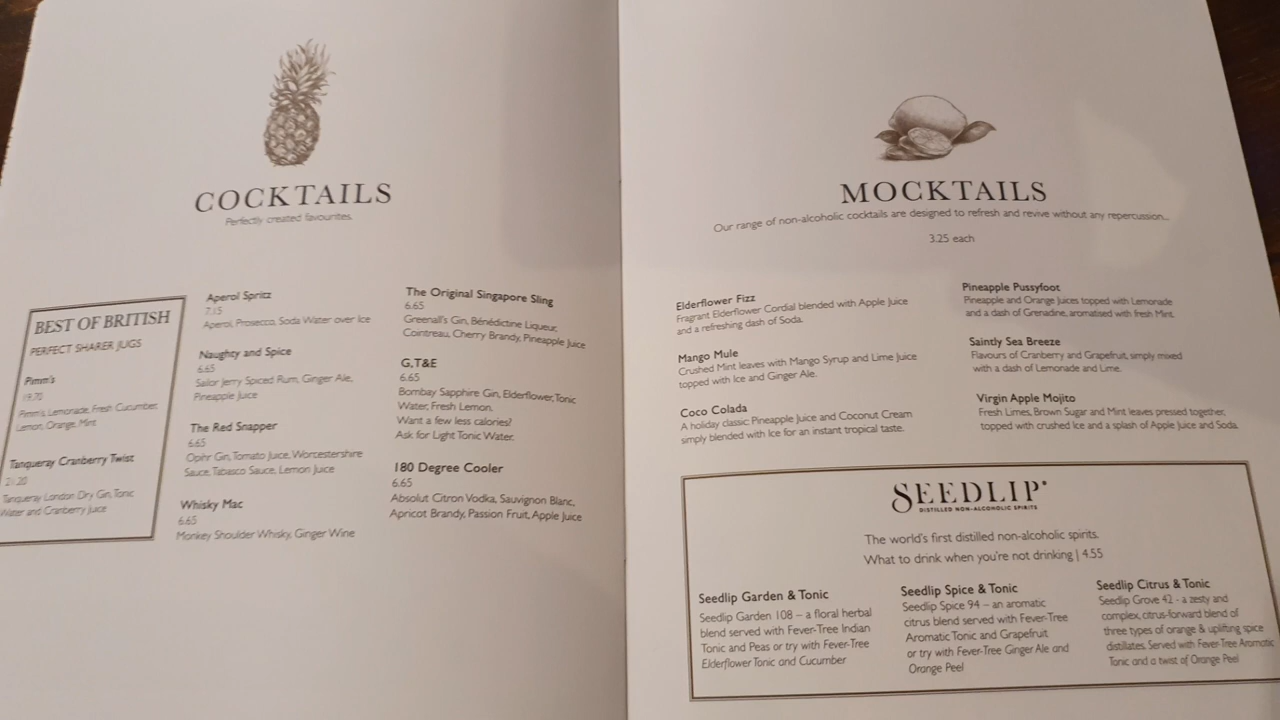 COCKTAILS
Perfectly created favourites.
BEST OF BRITISH
PERFECT SHARER JUGS
Pimm's
19.70
Pimm's, Lemonade, Fresh Cucumber,
Lemon, Orange, Mint
Tanqueray Cranberry Twist
21.20
Tanqueray London Dry Gin, Tonic
Water and Cranberry Juice
Aperol Spritz
7.15
Aperol, Prosecco, Soda Water over Ice
Naughty and Spice
6.65
Sailor Jerry Spiced Rum, Ginger Ale,
Pineapple Juice
The Red Snapper
6.65
Ophir Gin, Tomato Juice, Worcestershire
Sauce, Tabasco Sauce, Lemon Juice
Whisky Mac
6.65
Monkey Shoulder Whisky, Ginger Wine
The Original Singapore Sling
6.65
Greenall's Gin, Bénédictine Liqueur,
Cointreau, Cherry Brandy, Pineapple Juice
G,T&E
6.65
Bombay Sapphire Gin, Elderflower, Tonic
Water, Fresh Lemon.
Want a few less calories?
Ask for Light Tonic Water.
180 Degree Cooler
6.65
Absolut Citron Vodka, Sauvignon Blanc,
Apricot Brandy, Passion Fruit, Apple Juice
MOCKTAILS
Our range of non-alcoholic cocktails are designed to refresh and revive without any repercussion...
3.25 each
Elderflower Fizz
Fragrant Elderflower Cordial blended with Apple Juice
and a refreshing dash of Soda.
Mango Mule
Crushed Mint leaves with Mango Syrup and Lime Juice
topped with Ice and Ginger Ale.
Coco Colada
A holiday classic; Pineapple Juice and Coconut Cream
simply blended with Ice for an instant tropical taste.
Pineapple Pussyfoot
Pineapple and Orange Juices topped with Lemonade
and a dash of Grenadine, aromatised with fresh Mint.
Saintly Sea Breeze
Flavours of Cranberry and Grapefruit, simply mixed
with a dash of Lemonade and Lime.
Virgin Apple Mojito
Fresh Limes, Brown Sugar and Mint leaves pressed together,
topped with crushed Ice and a splash of Apple Juice and Soda.
SEEDLIP
DISTILLED NON-ALCOHOLIC SPIRITS
The world's first distilled non-alcoholic spirits.
What to drink when you're not drinking | 4.55
Seedlip Garden & Tonic
Seedlip Garden 108 – a floral herbal
blend served with Fever-Tree Indian
Tonic and Peas or try with Fever-Tree
Elderflower Tonic and Cucumber
Seedlip Spice & Tonic
Seedlip Spice 94 – an aromatic
citrus blend served with Fever-Tree
Aromatic Tonic and Grapefruit
or try with Fever-Tree Ginger Ale and
Orange Peel
Seedlip Citrus & Tonic
Seedlip Grove 42 - a zesty and
complex, citrus-forward blend of
three types of orange & uplifting spice
distillates. Served with Fever-Tree Aromatic
Tonic and a twist of Orange Peel